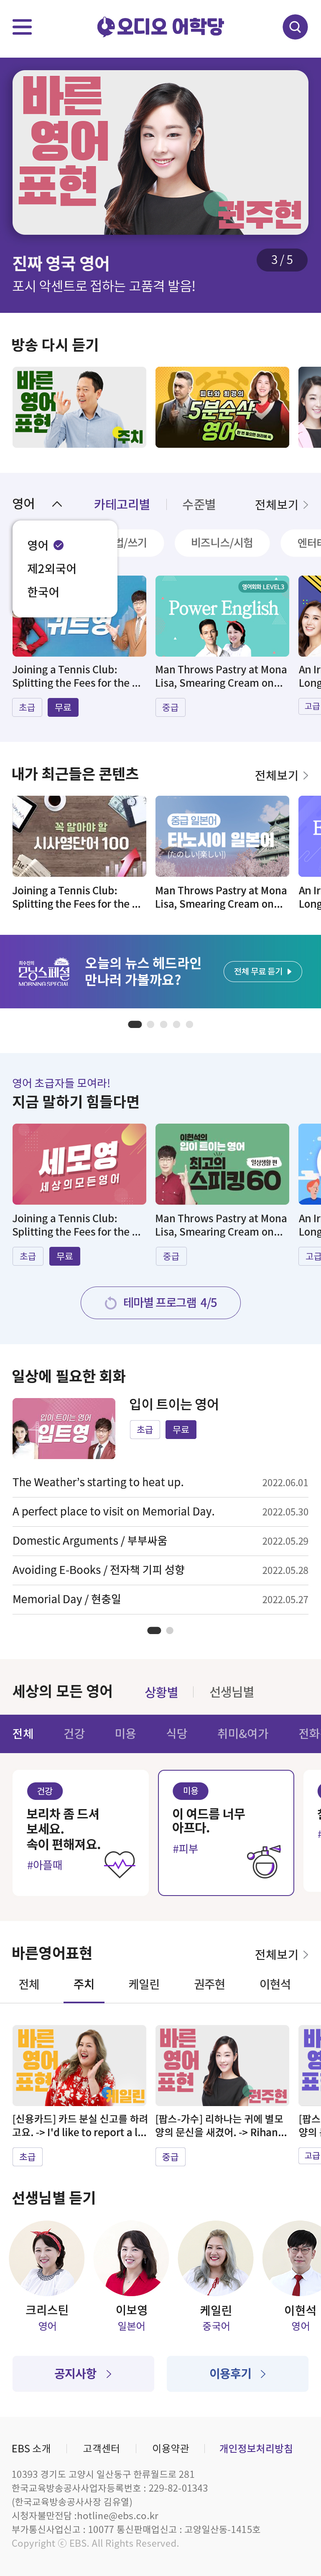 오디오 어학당
바른
영어
표현
권주현
진짜 영국 영어
3 / 5
포시 악센트로 접하는 고품격 발음!
방송 다시 듣기
바른
영어
표현
주치
피터와 최경의
5분순삭
영어
영어
카테고리별
수준별
전체보기
영어
제2외국어
한국어
법/쓰기
비즈니스/시험
엔터
귀트영
영어회화 LEVEL3
Power English
Joining a Tennis Club:
Splitting the Fees for the ...
초급
무료
Man Throws Pastry at Mona
Lisa, Smearing Cream on...
중급
An Ir
Long
고급
내가 최근들은 콘텐츠
전체보기
꼭 알아야 할
시사영단어 100
중급 일본어
타노시이 일본어
(たのしい[楽しい])
Joining a Tennis Club:
Splitting the Fees for the ...
Man Throws Pastry at Mona
Lisa, Smearing Cream on...
An Ir
Long
최수진의
모닝스페셜
MORNING SPECIAL
오늘의 뉴스 헤드라인
만나러 가볼까요?
전체 무료 듣기
영어 초급자들 모여라!
지금 말하기 힘들다면
세모영
세상의모든영어
이현석의
입이 트이는 영어
최고의
일상생활 편
스피킹60
Joining a Tennis Club:
Splitting the Fees for the ...
초급
무료
Man Throws Pastry at Mona
Lisa, Smearing Cream on...
중급
An Ir
Long
고급
테마별 프로그램 4/5
일상에 필요한 회화
입이 트이는 영어
입트영
입이 트이는 영어
초급
무료
The Weather's starting to heat up.
2022.06.01
A perfect place to visit on Memorial Day.
2022.05.30
Domestic Arguments / 부부싸움
2022.05.29
Avoiding E-Books / 전자책 기피 성향
2022.05.28
Memorial Day / 현충일
2022.05.27
세상의 모든 영어
상황별
선생님별
전체
건강
미용
식당
취미&여가
전화
건강
보리차 좀 드셔
보세요.
속이 편해져요.
#아플때
미용
이 여드름 너무
아프다.
#피부
바른영어표현
전체보기
전체
주치
케일린
권주현
이현석
바른
영어
표현
케일린
바른
영어
표현
권주현
[신용카드] 카드 분실 신고를 하려
고요. -> I'd like to report a l...
초급
[팝스-가수] 리하나는 귀에 별모
양의 문신을 새겼어. -> Rihan...
중급
[팝스
양의
고급
선생님별 듣기
크리스틴
영어
이보영
일본어
케일린
중국어
이현석
영어
공지사항
이용후기
EBS 소개
고객센터
이용약관
개인정보처리방침
10393 경기도 고양시 일산동구 한류월드로 281
한국교육방송공사사업자등록번호 : 229-82-01343
(한국교육방송공사사장 김유열)
시청자불만전담 :hotline@ebs.co.kr
부가통신사업신고 : 10077 통신판매업신고 : 고양일산동-1415호
Copyright ⓒ EBS. All Rights Reserved.